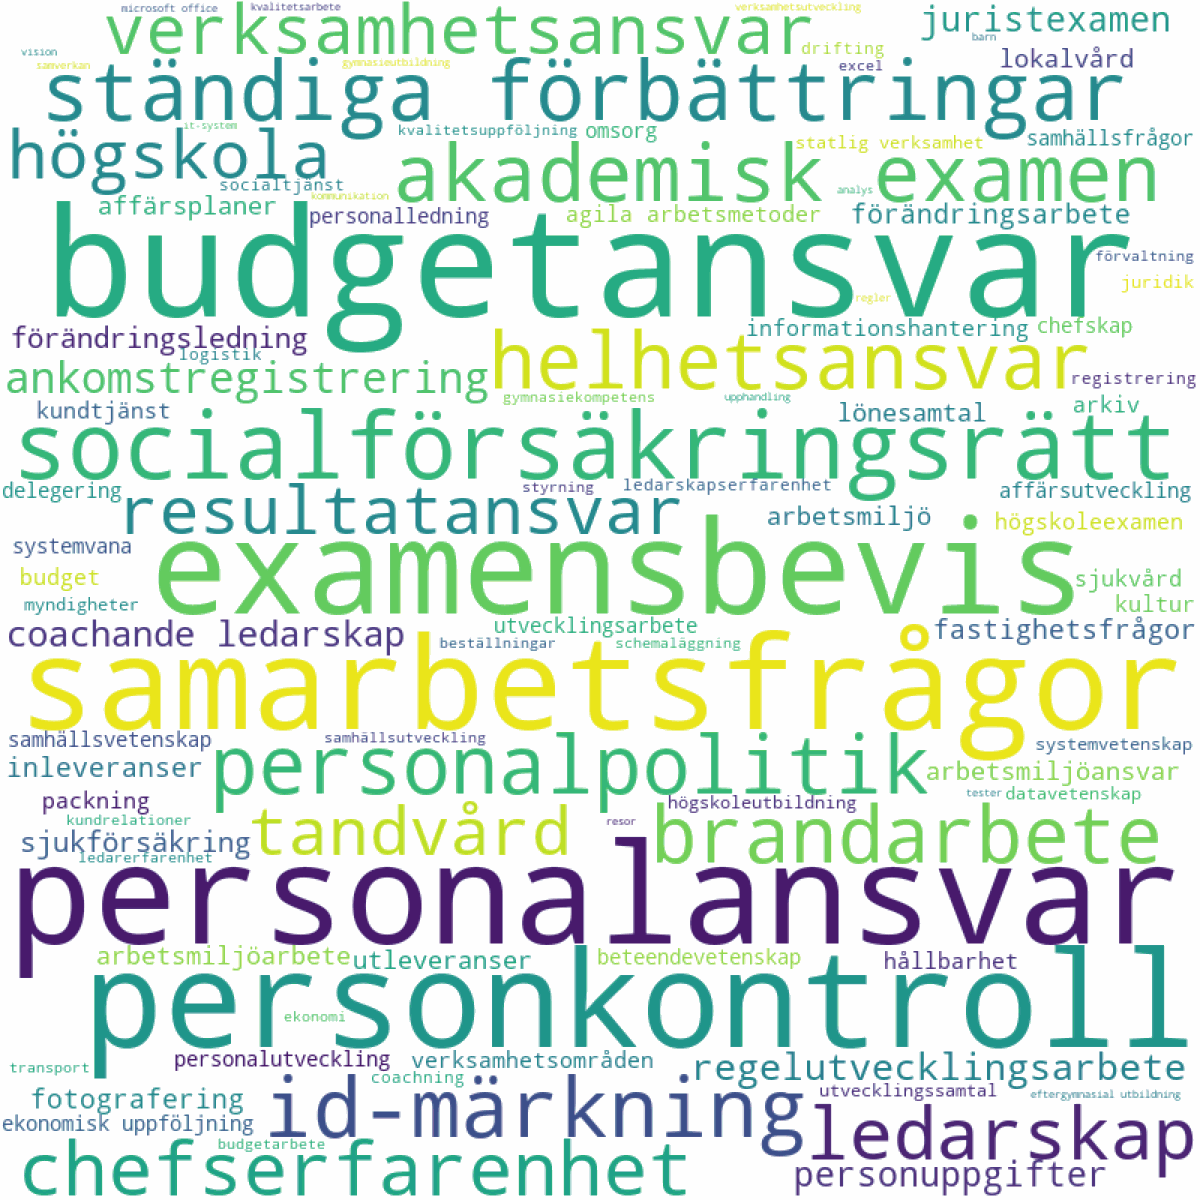 microsoft office
kvalitetsarbete
verksamhetsutveckling
verksamhetsansvar
juristexamen
barn
vision
drifting
lokalvård
samverkan
gymnasieutbildning
excel
ständiga förbättringar
it-system
kvalitetsuppföljning
omsorg
samhällsfrågor
högskola
statlig verksamhet
akademisk examen
socialtjänst
kommunikation
analys
affärsplaner
personalledning
agila arbetsmetoder
förändringsarbete
budgetansvar
förvaltning
juridik
regler
förändringsledning
informationshantering
chefskap
logistik
helhetsansvar
ankomstregistrering
registrering
gymnasiekompetens
upphandling
kundtjänst
lönesamtal
arkiv
socialförsäkringsrätt
delegering
styrning
ledarskapserfarenhet
affärsutveckling
resultatansvar
arbetsmiljö
högskoleexamen
systemvana
examensbevis
budget
sjukvård
myndigheter
kultur
coachande ledarskap
utvecklingsarbete
fastighetsfrågor
beställningar
schemaläggning
samarbetsfrågor
samhällsvetenskap
samhällsutveckling
systemvetenskap
inleveranser
personalpolitik
arbetsmiljöansvar
packning
högskoleutbildning
tester
datavetenskap
kundrelationer
resor
tandvård
brandarbete
sjukförsäkring
ledarerfarenhet
personalansvar
arbetsmiljöarbete
utleveranser
beteendevetenskap
hållbarhet
personkontroll
ekonomi
transport
personalutveckling
verksamhetsområden
regelutvecklingsarbete
coachning
fotografering
id-märkning
utvecklingssamtal
eftergymnasial utbildning
ekonomisk uppföljning
ledarskap
budgetarbete
chefserfarenhet
personuppgifter